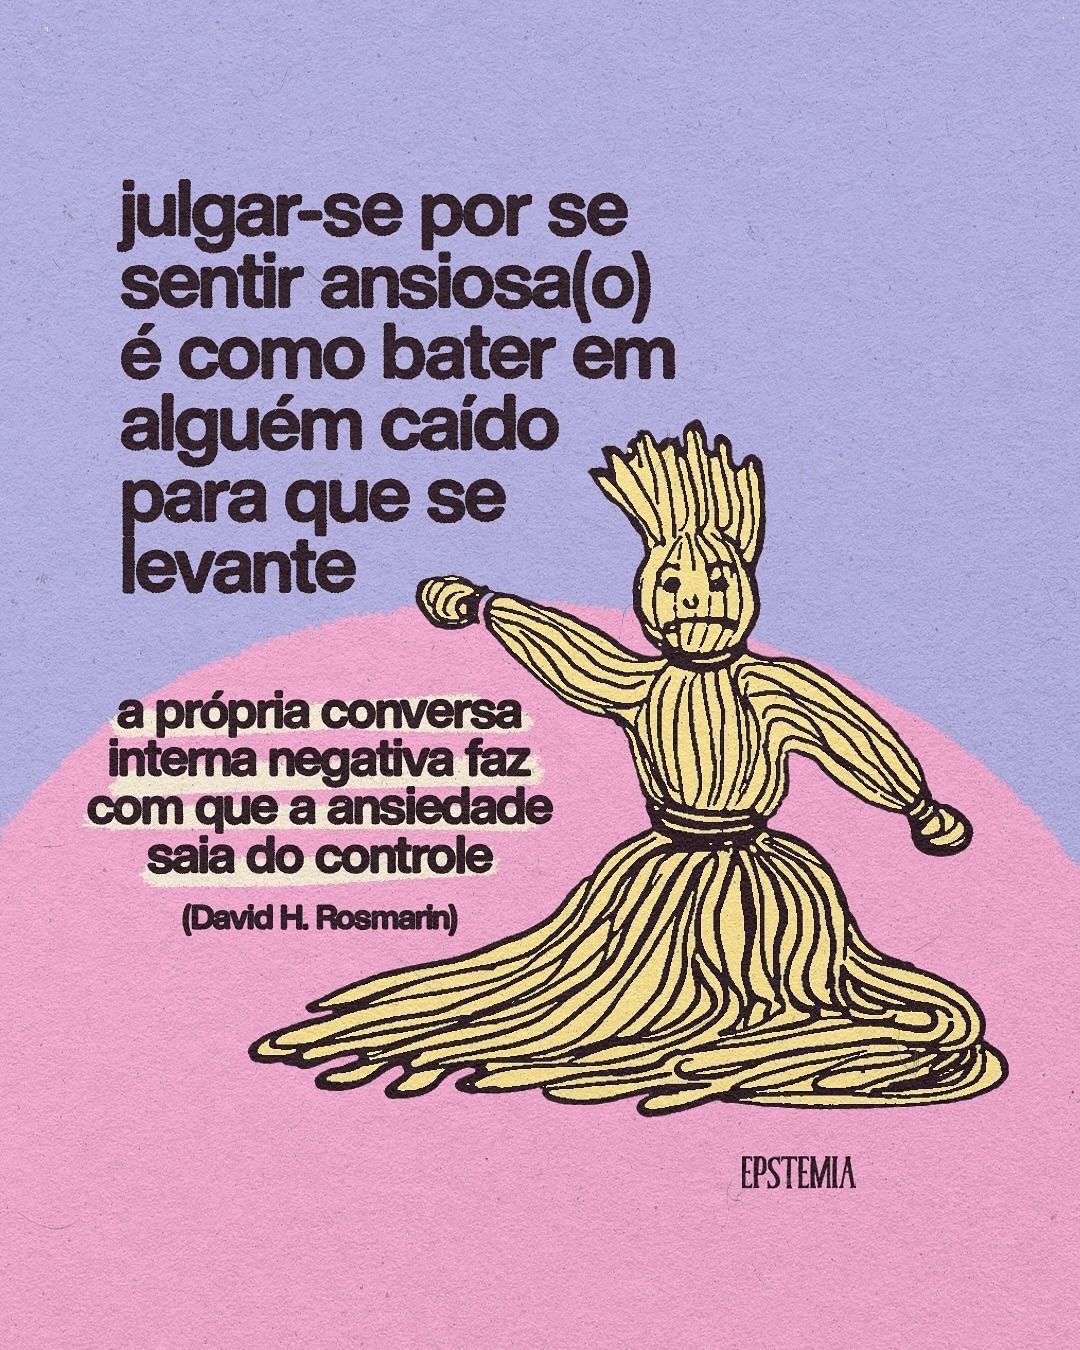 julgar-se por se
sentir ansiosa(o)
é como bater em
alguém caído
para que se
levante
a própria conversa
interna negativa faz
com que a ansiedade
saia do controle
(David H. Rosmarin)
EPSTEMIA